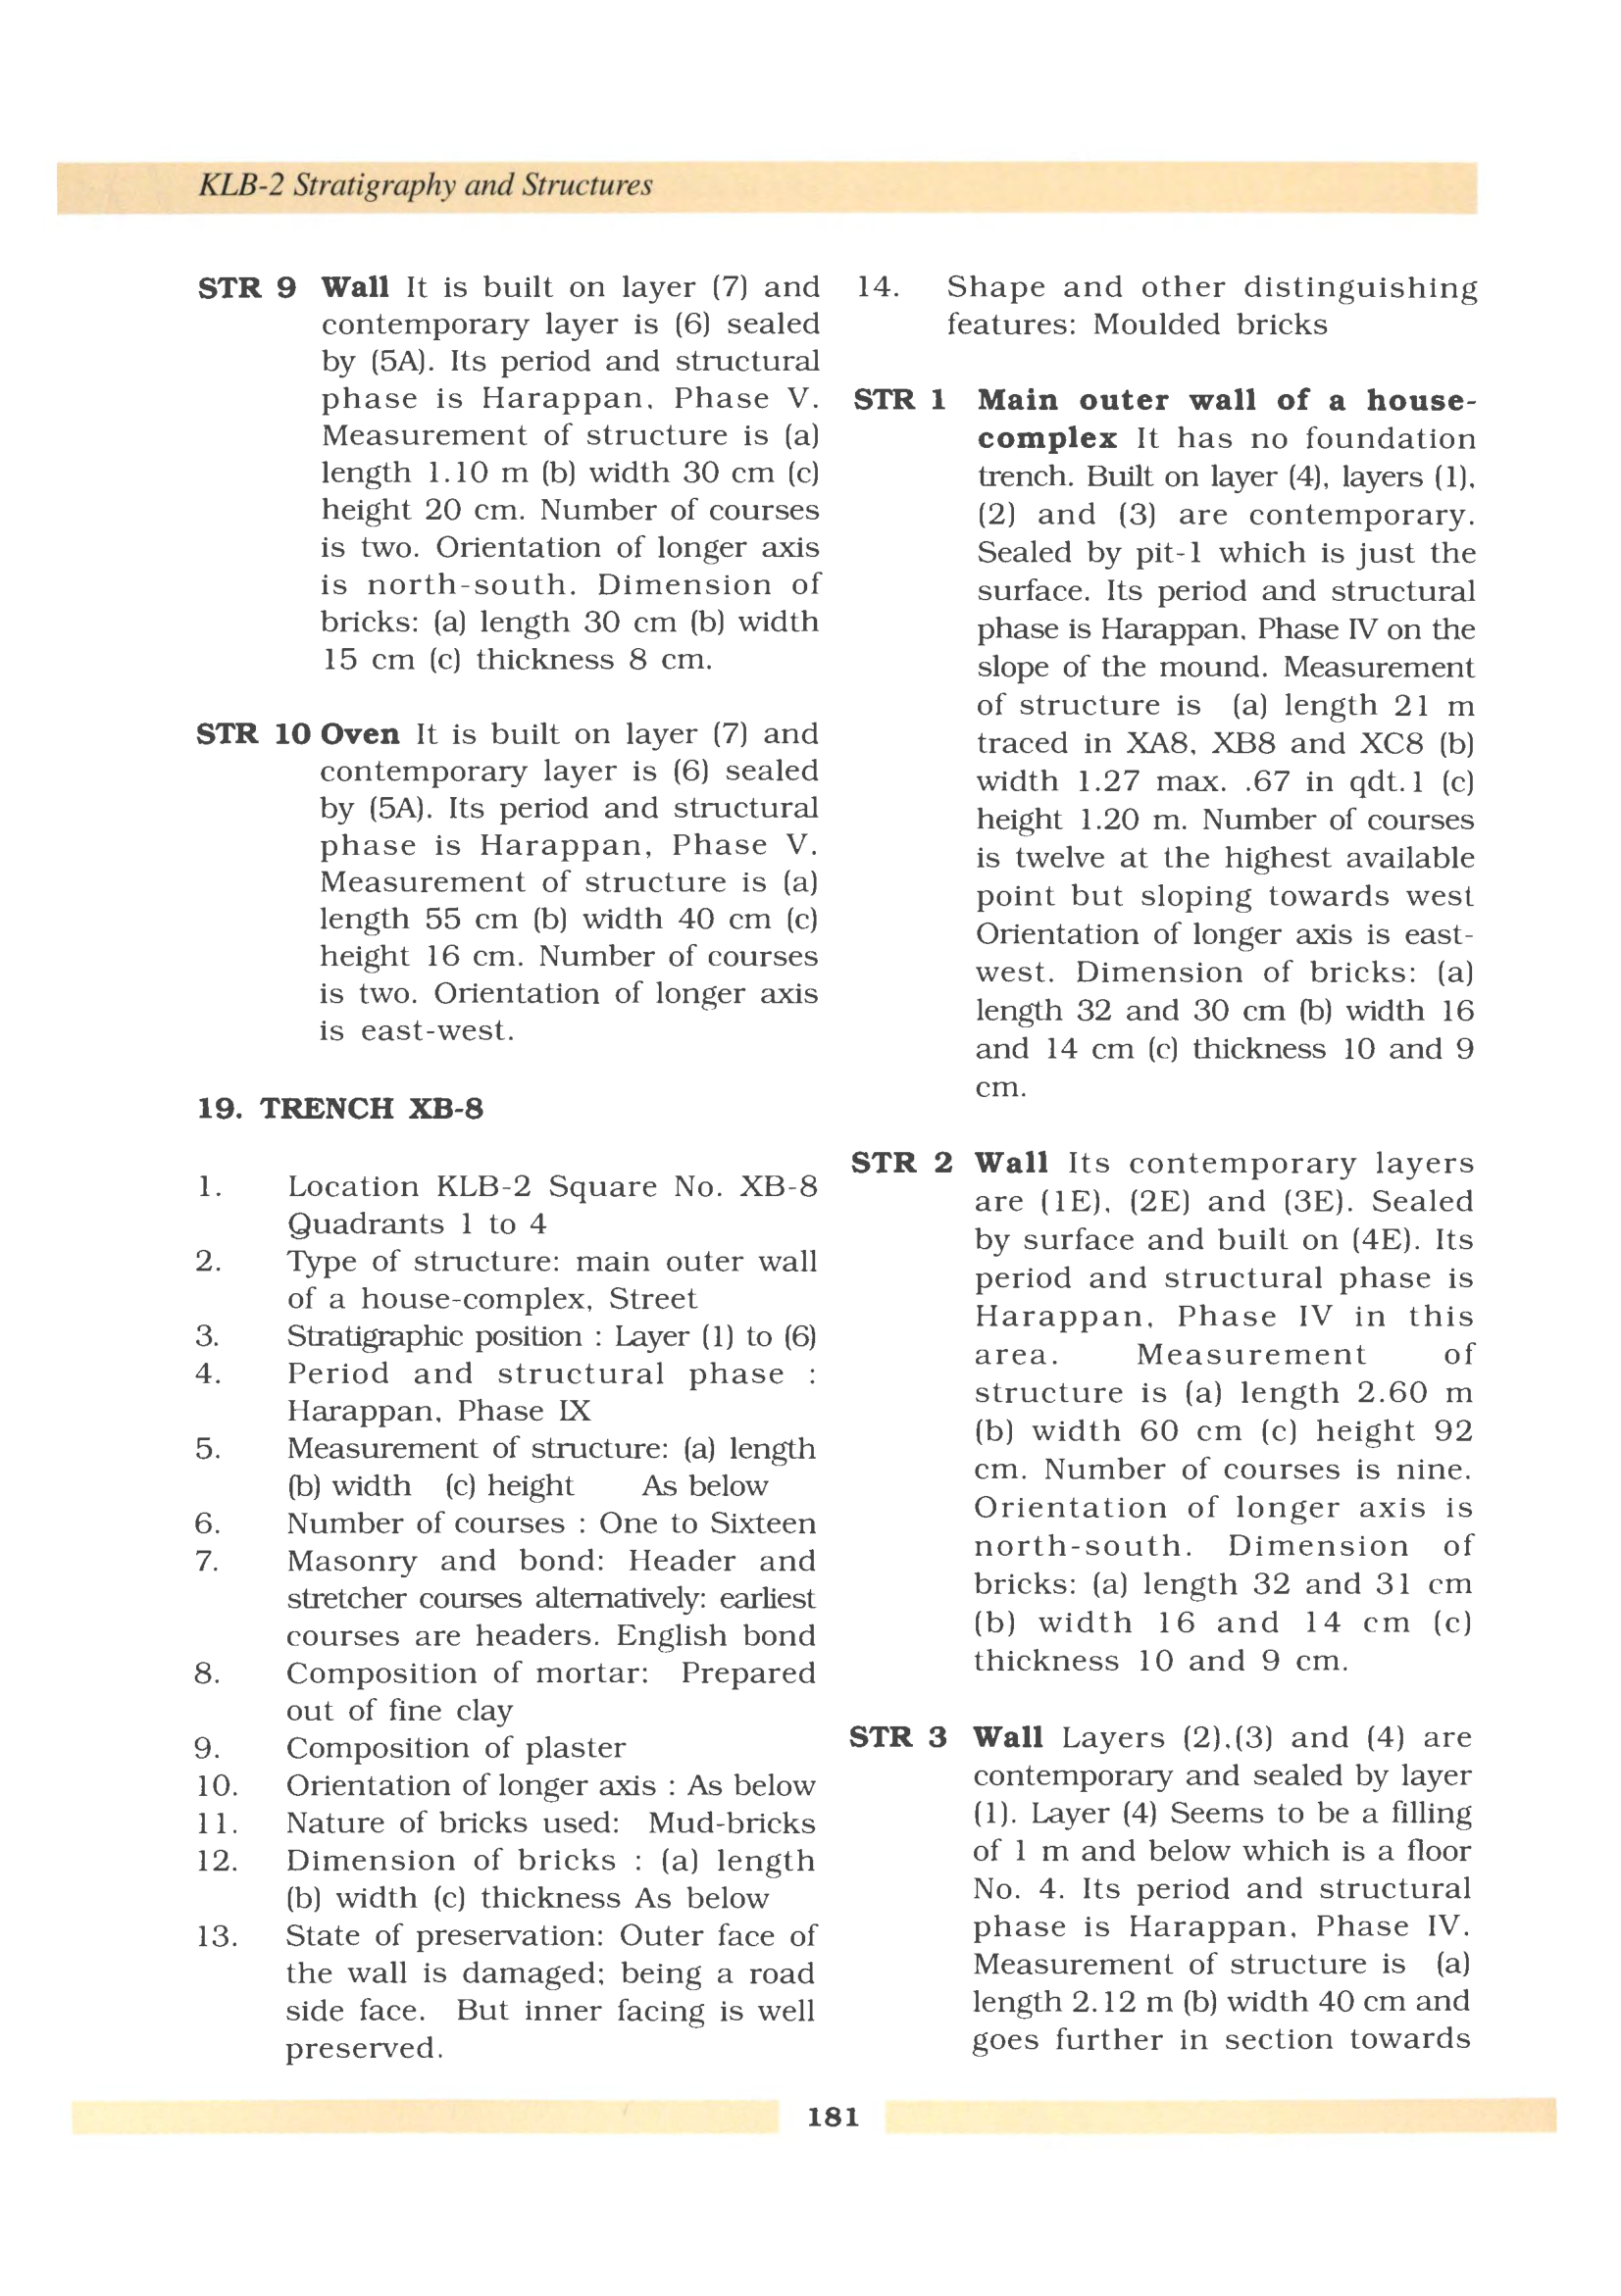 KLB-2 Stratigraphy and Structures
STR 9 Wall It is built on layer (7) and
contemporary layer is (6) sealed
by (5A). Its period and structural
phase is Harappan, Phase V.
Measurement of structure is (a)
length 1.10 m (b) width 30 cm (c)
height 20 cm. Number of courses
is two. Orientation of longer axis
is north-south. Dimension of
bricks: (a) length 30 cm (b) width
15 cm (c) thickness 8 cm.
STR 10 Oven It is built on layer (7) and
contemporary layer is (6) sealed
by (5A). Its period and structural
phase is Harappan, Phase V.
Measurement of structure is (a)
length 55 cm (b) width 40 cm (c)
height 16 cm. Number of courses
is two. Orientation of longer axis
is east-west.
19. TRENCH XB-8
1. Location KLB-2 Square No. XB-8
Quadrants 1 to 4
2. Type of structure: main outer wall
of a house-complex, Street
3. Stratigraphic position : Layer (1) to (6)
4. Period and structural phase :
Harappan, Phase IX
5. Measurement of structure: (a) length
(b) width (c) height As below
6. Number of courses : One to Sixteen
7. Masonry and bond: Header and
stretcher courses alternatively: earliest
courses are headers. English bond
8. Composition of mortar: Prepared
out of fine clay
9. Composition of plaster
10. Orientation of longer axis : As below
11. Nature of bricks used: Mud-bricks
12. Dimension of bricks : (a) length
(b) width (c) thickness As below
13. State of preservation: Outer face of
the wall is damaged; being a road
side face. But inner facing is well
preserved.
14. Shape and other distinguishing
features: Moulded bricks
STR 1 Main outer wall of a house-
complex It has no foundation
trench. Built on layer (4), layers (1),
(2) and (3) are contemporary.
Sealed by pit-1 which is just the
surface. Its period and structural
phase is Harappan, Phase IV on the
slope of the mound. Measurement
of structure is (a) length 21 m
traced in XA8, XB8 and XC8 (b)
width 1.27 max. .67 in qdt.1 (c)
height 1.20 m. Number of courses
is twelve at the highest available
point but sloping towards west
Orientation of longer axis is east-
west. Dimension of bricks: (a)
length 32 and 30 cm (b) width 16
and 14 cm (c) thickness 10 and 9
cm.
STR 2 Wall Its contemporary layers
are (1E), (2E) and (3E). Sealed
by surface and built on (4E). Its
period and structural phase is
Harappan, Phase IV in this
area. Measurement of
structure is (a) length 2.60 m
(b) width 60 cm (c) height 92
cm. Number of courses is nine.
Orientation of longer axis is
north-south. Dimension of
bricks: (a) length 32 and 31 cm
(b) width 16 and 14 cm (c)
thickness 10 and 9 cm.
STR 3 Wall Layers (2),(3) and (4) are
contemporary and sealed by layer
(1). Layer (4) Seems to be a filling
of 1 m and below which is a floor
No. 4. Its period and structural
phase is Harappan, Phase IV.
Measurement of structure is (a)
length 2.12 m (b) width 40 cm and
goes further in section towards
181